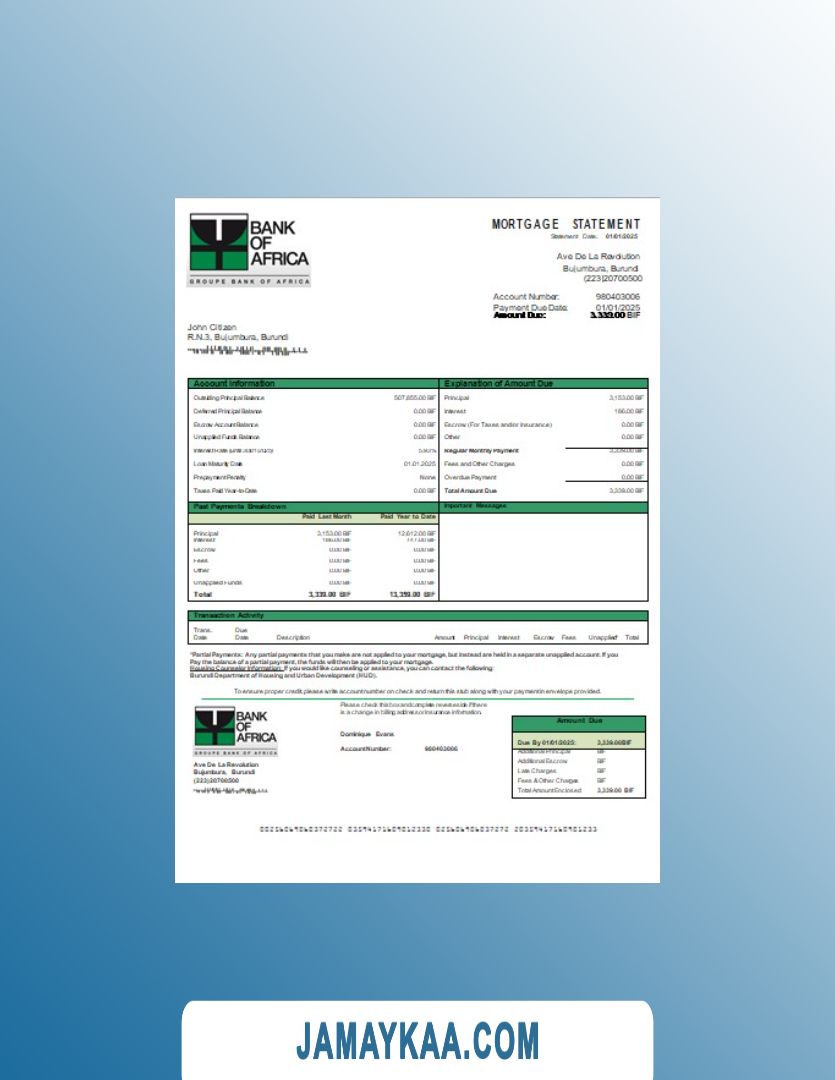 BANK
OF
AFRICA
GROUPE BANK OF AFRICA
MORTGAGE STATEMENT
Statement Date: 01/01/2025
Ave De La Revolution
Bujumbura, Burundi
(223)20700500
Account Number: 980403006
Payment Due Date: 01/01/2025
Amount Due: 3,339.00 BIF
John Citizen
R.N.3, Bujumbura, Burundi
Account Information
Outstding Principal Balance 507,855.00 BIF
Deferred Principal Balance 0.00 BIF
Escrow Account Balance 0.00 BIF
Unapplied Funds Balance 0.00 BIF
Interest Rate
Loan Maturity Date 01.01.2025
Prepayment Penalty None
Taxes Paid Year-to-Date 0.00 BIF
Explanation of Amount Due
Principal 3,153.00 BIF
Interest 186.00 BIF
Escrow (For Taxes and/or Insurance) 0.00 BIF
Other 0.00 BIF
Regular Monthly Payment 3,339.00 BIF
Fees and Other Charges 0.00 BIF
Overdue Payment 0.00 BIF
Total Amount Due 3,339.00 BIF
Past Payments Breakdown
Paid Last Month Paid Year to Date
Principal 3,153.00 BIF 12,612.00 BIF
Interest 186.00 BIF
Escrow 0.00 BIF 0.00 BIF
Fees 0.00 BIF 0.00 BIF
Other 0.00 BIF 0.00 BIF
Unapplied Funds 0.00 BIF 0.00 BIF
Total 3,339.00 BIF 13,359.00 BIF
Important Messages
Transaction Activity
Trans. Date Due Date Description Amount Principal Interest Escrow Fees Unapplied Total
*Partial Payments: Any partial payments that you make are not applied to your mortgage, but instead are held in a separate unapplied account. If you
Pay the balance of a partial payment, the funds will then be applied to your mortgage.
Housing Counselor Information: If you would like counseling or assistance, you can contact the following:
Burundi Department of Housing and Urban Development (HUD).
To ensure proper credit,please write account number on check and return this stub along with your payment in envelope provided.
BANK
OF
AFRICA
GROUPE BANK OF AFRICA
Ave De La Revolution
Bujumbura, Burundi
(223)20700500
Please check this box and complete reverse side if there
is a change in billing address or insurance information.
Dominique Evans
Account Number: 980403006
Amount Due
Due By 01/01/2025: 3,339.00BIF
Additional Principal BIF
Additional Escrow BIF
Late Charges BIF
Fees & Other Charges BIF
Total Amount Enclosed 3,339.00 BIF
JAMAYKAA.COM